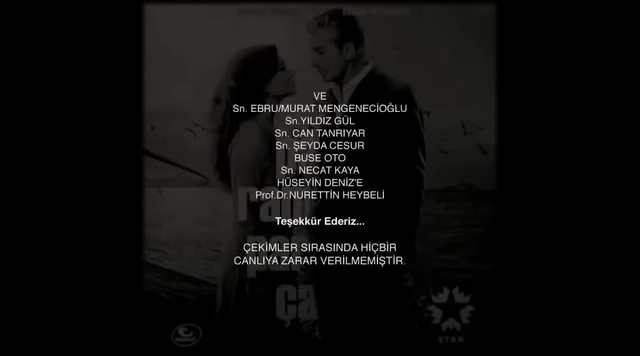 VE
Sn. EBRU/MURAT MENGENECİOĞLU
Sn.YILDIZ GÜL
Sn. CAN TANRIYAR
Sn. ŞEYDA CESUR
BUSE OTO
Sn. NECAT KAYA
HÜSEYİN DENİZ'E
Prof.Dr.NURETTİN HEYBELİ
Teşekkür Ederiz...
ÇEKİMLER SIRASINDA HİÇBİR
CANLIYA ZARAR VERİLMEMİŞTİR.
ça
STAR